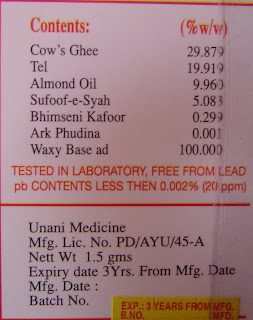 Contents: (%w/w)
Cow's Ghee 29.879
Tel 19.919
Almond Oil 9.960
Sufoof-e-Syah 5.083
Bhimseni Kafoor 0.299
Ark Phudina 0.001
Waxy Base ad 100.000
TESTED IN LABORATORY, FREE FROM LEAD
pb CONTENTS LESS THEN 0.002% (20 ppm)
Unani Medicine
Mfg. Lic. No. PD/AYU/45-A
Nett Wt 1.5 gms
Expiry date 3Yrs. From Mfg. Date
Mfg. Date :
Batch No.
EXP.: 3 YEARS FROM MFG.
B.NO. MFD.